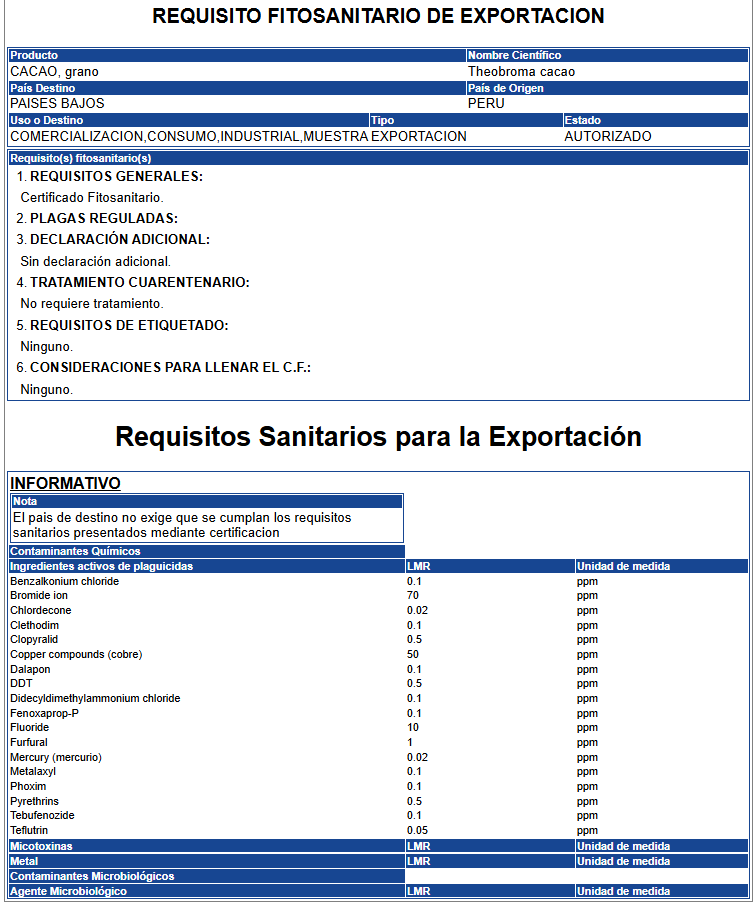 REQUISITO FITOSANITARIO DE EXPORTACION
Producto Nombre Científico
CACAO, grano Theobroma cacao
País Destino País de Origen
PAISES BAJOS PERU
Uso o Destino Tipo Estado
COMERCIALIZACION,CONSUMO,INDUSTRIAL,MUESTRA EXPORTACION AUTORIZADO
Requisito(s) fitosanitario(s)
1. REQUISITOS GENERALES:
Certificado Fitosanitario.
2. PLAGAS REGULADAS:
3. DECLARACIÓN ADICIONAL:
Sin declaración adicional.
4. TRATAMIENTO CUARENTENARIO:
No requiere tratamiento.
5. REQUISITOS DE ETIQUETADO:
Ninguno.
6. CONSIDERACIONES PARA LLENAR EL C.F.:
Ninguno.
Requisitos Sanitarios para la Exportación
INFORMATIVO
Nota
El pais de destino no exige que se cumplan los requisitos
sanitarios presentados mediante certificacion
Contaminantes Químicos
Ingredientes activos de plaguicidas LMR Unidad de medida
Benzalkonium chloride 0.1 ppm
Bromide ion 70 ppm
Chlordecone 0.02 ppm
Clethodim 0.1 ppm
Clopyralid 0.5 ppm
Copper compounds (cobre) 50 ppm
Dalapon 0.1 ppm
DDT 0.5 ppm
Didecyldimethylammonium chloride 0.1 ppm
Fenoxaprop-P 0.1 ppm
Fluoride 10 ppm
Furfural 1 ppm
Mercury (mercurio) 0.02 ppm
Metalaxyl 0.1 ppm
Phoxim 0.1 ppm
Pyrethrins 0.5 ppm
Tebufenozide 0.1 ppm
Teflutrin 0.05 ppm
Micotoxinas LMR Unidad de medida
Metal LMR Unidad de medida
Contaminantes Microbiológicos
Agente Microbiológico LMR Unidad de medida